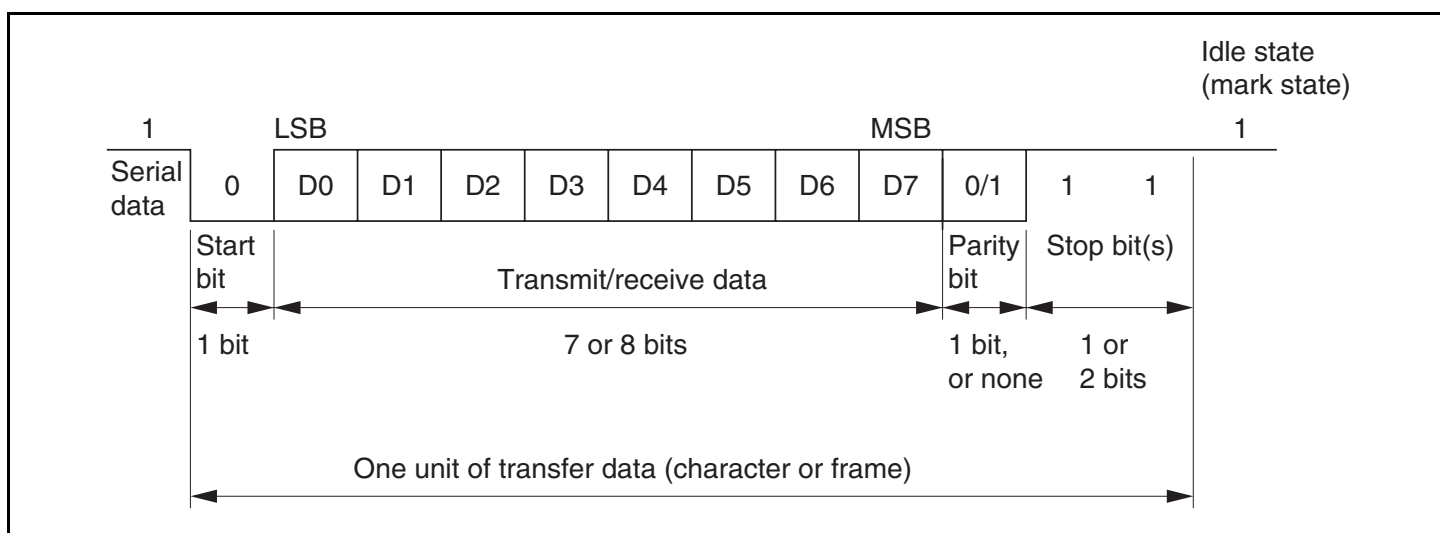 Idle state
(mark state)
1 LSB MSB 1
Serial
data
0 D0 D1 D2 D3 D4 D5 D6 D7 0/1 1 1
Start
bit
Transmit/receive data
Parity
bit
Stop bit(s)
1 bit
7 or 8 bits
1 bit,
or none
1 or
2 bits
One unit of transfer data (character or frame)